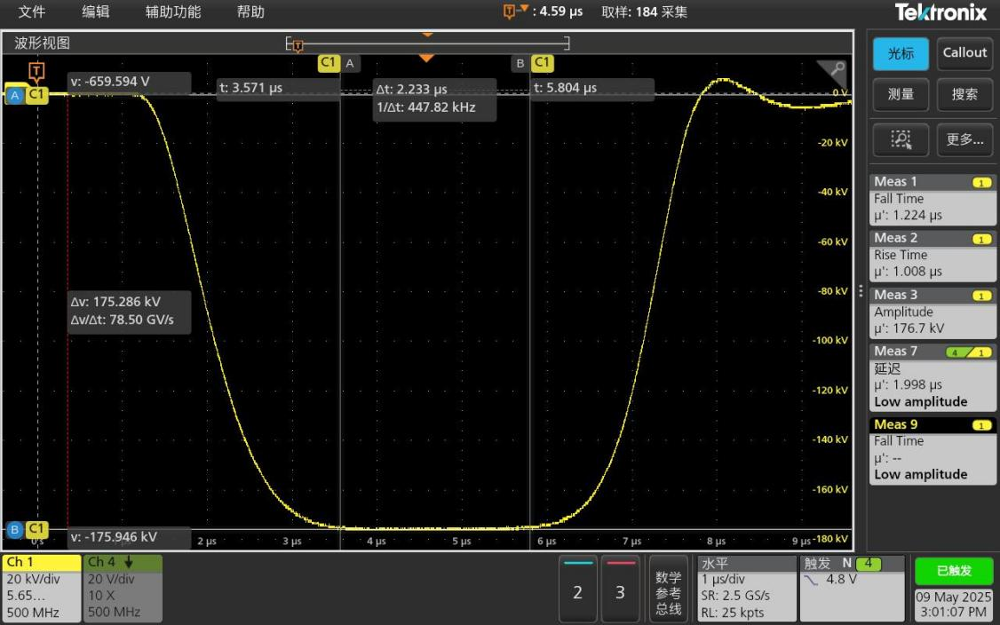 文件 编辑 辅助功能 帮助 T : 4.59 µs 取样: 184 采集 Tektronix
波形视图
T
光标 Callout
测量 搜索
更多...
C1 A B C1
T
v: -659.594 V
t: 3.571 µs
Δt: 2.233 µs
1/Δt: 447.82 kHz
t: 5.804 µs
A C1
0 V
-20 kV
-40 kV
-60 kV
-80 kV
-100 kV
-120 kV
-140 kV
-160 kV
-180 kV
Δv: 175.286 kV
Δv/Δt: 78.50 GV/s
B C1
v: -175.946 kV
0s 2 µs 3 µs 4 µs 5 µs 6 µs 7 µs 8 µs 9 µs
Meas 1 1
Fall Time
µ': 1.224 µs
Meas 2 1
Rise Time
µ': 1.008 µs
Meas 3 1
Amplitude
µ': 176.7 kV
Meas 7 4 1
延迟
µ': 1.998 µs
Low amplitude
Meas 9 1
Fall Time
µ': --
Low amplitude
Ch 1
20 kV/div
5.65...
500 MHz
Ch 4
20 V/div
10 X
500 MHz
2
3
数学
参考
总线
水平
1 µs/div
SR: 2.5 GS/s
RL: 25 kpts
触发 N 4
4.8 V
已触发
09 May 2025
3:01:07 PM